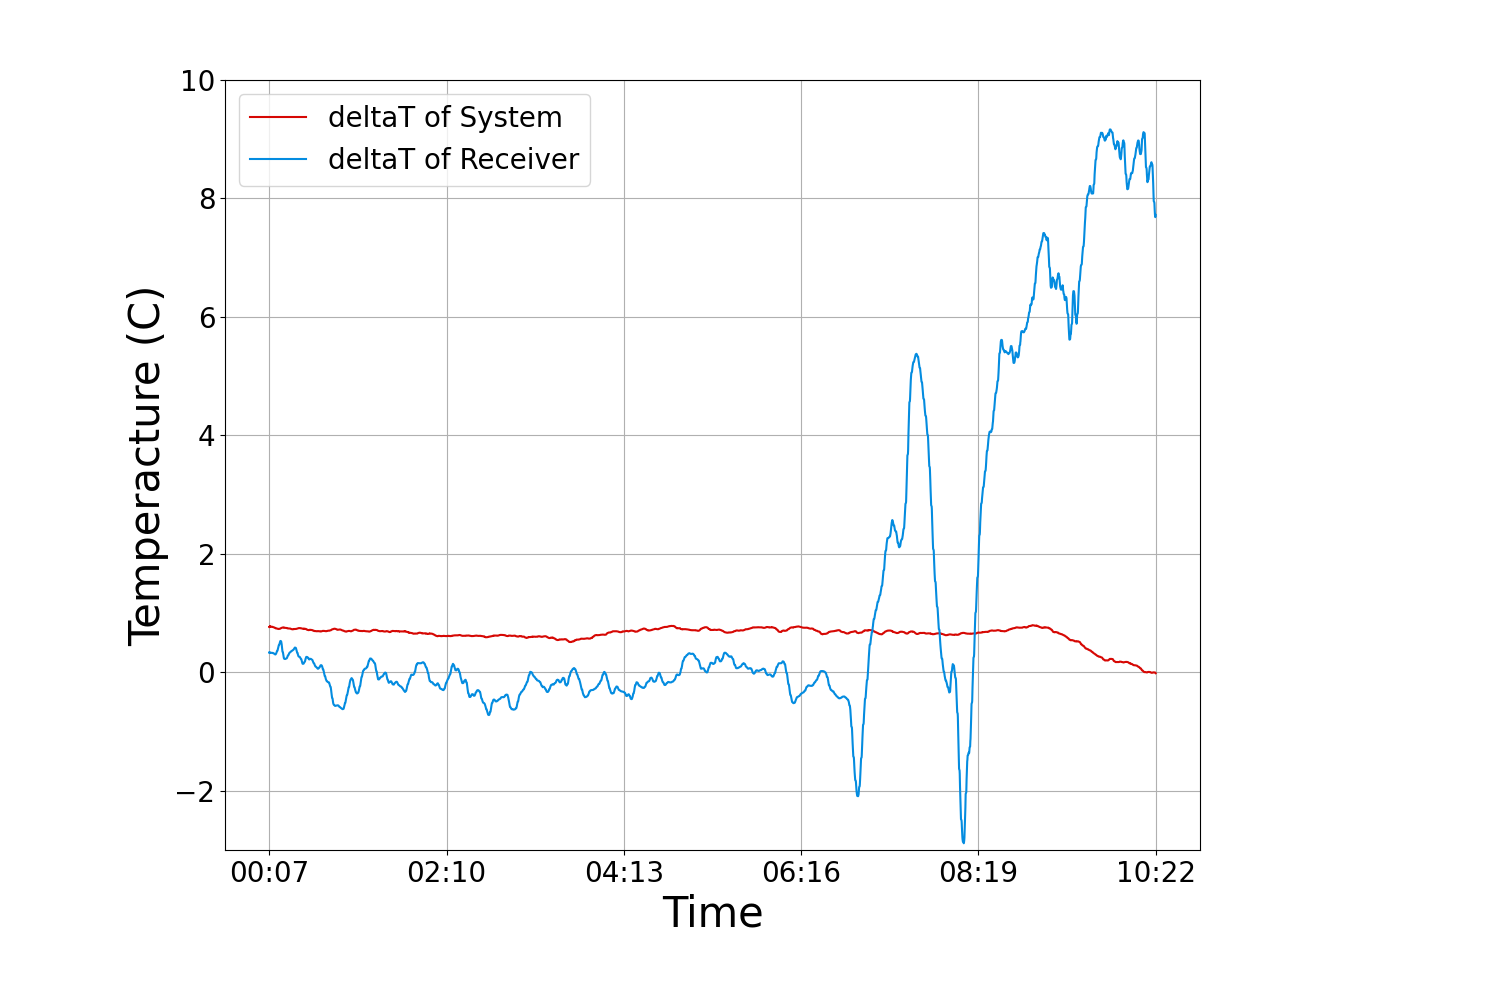 10
deltaT of System
deltaT of Receiver
8
6
4
2
0
−2
Temperacture (C)
00:07 02:10 04:13 06:16 08:19 10:22
Time